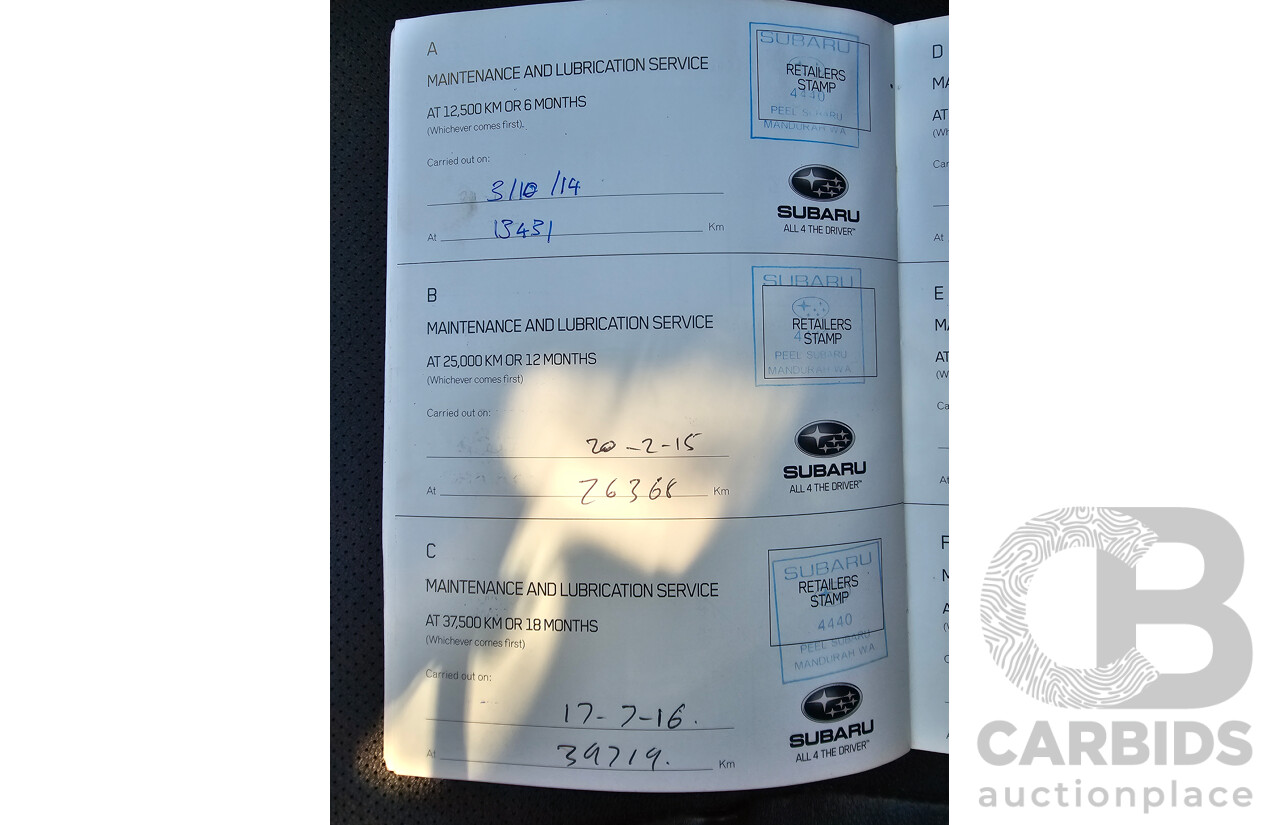 A
MAINTENANCE AND LUBRICATION SERVICE
AT 12,500 KM OR 6 MONTHS
(Whichever comes first).
Carried out on:
3/10/14
At 13431 Km
SUBARU
RETAILERS
STAMP
4440
PEEL SUBARU
MANDURAH WA
SUBARU
ALL 4 THE DRIVER™
B
MAINTENANCE AND LUBRICATION SERVICE
AT 25,000 KM OR 12 MONTHS
(Whichever comes first)
Carried out on:
20-2-15
At 26366 Km
SUBARU
RETAILERS
STAMP
PEEL SUBARU
MANDURAH WA
SUBARU
ALL 4 THE DRIVER™
C
MAINTENANCE AND LUBRICATION SERVICE
AT 37,500 KM OR 18 MONTHS
(Whichever comes first)
Carried out on:
17-7-16.
At 39719. Km
SUBARU
RETAILERS
STAMP
4440
PEEL SUBARU
MANDURAH WA
SUBARU
ALL 4 THE DRIVER™
D
E
CB
CARBIDS
auctionplace